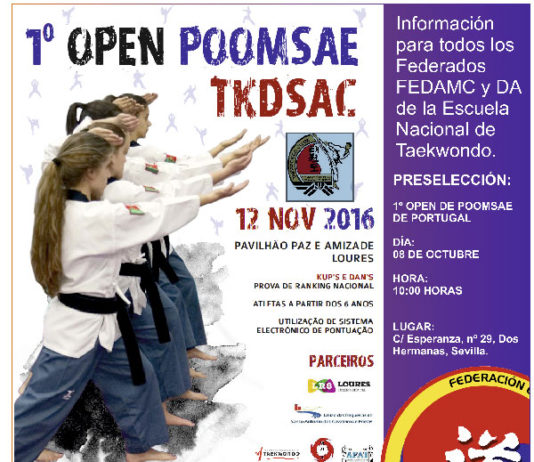 1º OPEN POOMSAE
TKDSAC
12 NOV 2016
PAVILHÃO PAZ E AMIZADE
LOURES
KUP'S E DAN'S
PROVA DE RANKING NACIONAL
ATLETAS A PARTIR DOS 6 ANOS
UTILIZAÇÃO DE SISTEMA
ELECTRÓNICO DE PONTUAÇÃO
PARCEIROS
LOURES
TAEKWONDO
Información
para todos los
Federados
FEDAMC y DA
de la Escuela
Nacional de
Taekwondo.
PRESELECCIÓN:
1º OPEN DE POOMSAE
DE PORTUGAL
DÍA:
08 DE OCTUBRE
HORA:
10:00 HORAS
LUGAR:
C/ Esperanza, nº 29, Dos
Hermanas, Sevilla.
FEDERACIÓN